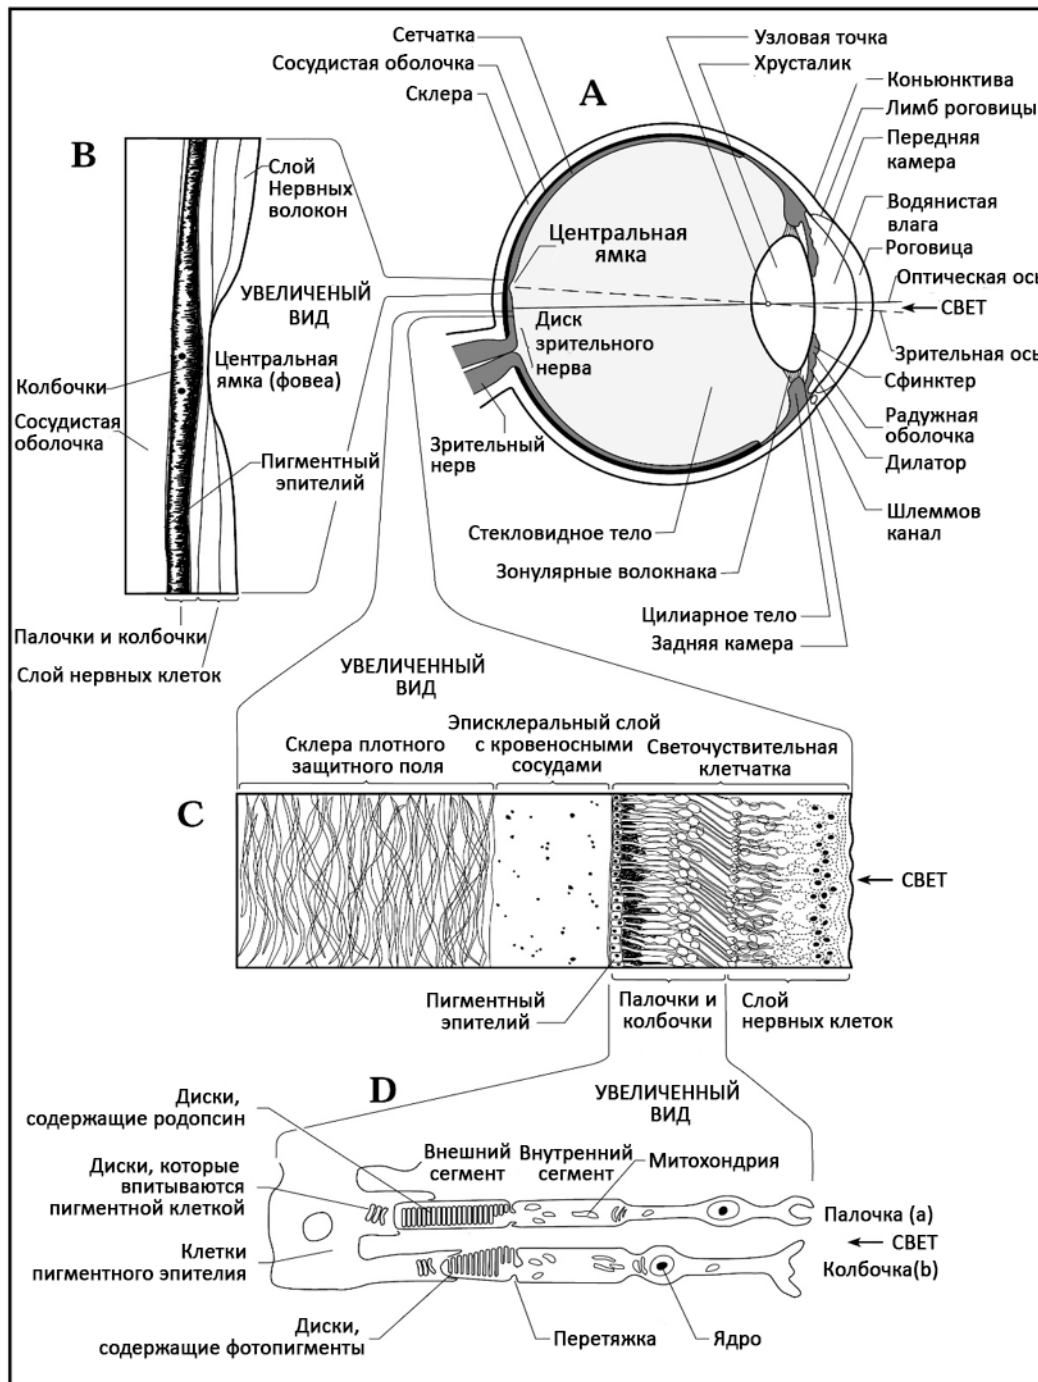 Сетчатка
Сосудистая оболочка
Склера
A
Узловая точка
Хрусталик
Коньюнктива
Лимб роговицы
Передняя
камера
Водянистая
влага
Роговица
Оптическая ось
СВЕТ
Зрительная ось
Сфинктер
Радужная
оболочка
Дилатор
Шлеммов
канал
Центральная
ямка
Диск
зрительного
нерва
Зрительный
нерв
Стекловидное тело
Зонулярные волокнака
Цилиарное тело
Задняя камера
B
Слой
Нервных
волокон
УВЕЛИЧЕНЫЙ
ВИД
Центральная
ямка (фовеа)
Колбочки
Сосудистая
оболочка
Пигментный
эпителий
Палочки и колбочки
Слой нервных клеток
УВЕЛИЧЕННЫЙ
ВИД
C
Склера плотного
защитного поля
Эписклеральный слой
с кровеносными
сосудами
Светочуствительная
клетчатка
СВЕТ
Пигментный
эпителий
Палочки и
колбочки
Слой
нервных клеток
D
УВЕЛИЧЕННЫЙ
ВИД
Диски,
содержащие родопсин
Диски, которые
впитываются
пигментной клеткой
Клетки
пигментного эпителия
Внешний
сегмент
Внутренний
сегмент
Митохондрия
Палочка (a)
СВЕТ
Колбочка(b)
Диски,
содержащие фотопигменты
Перетяжка
Ядро